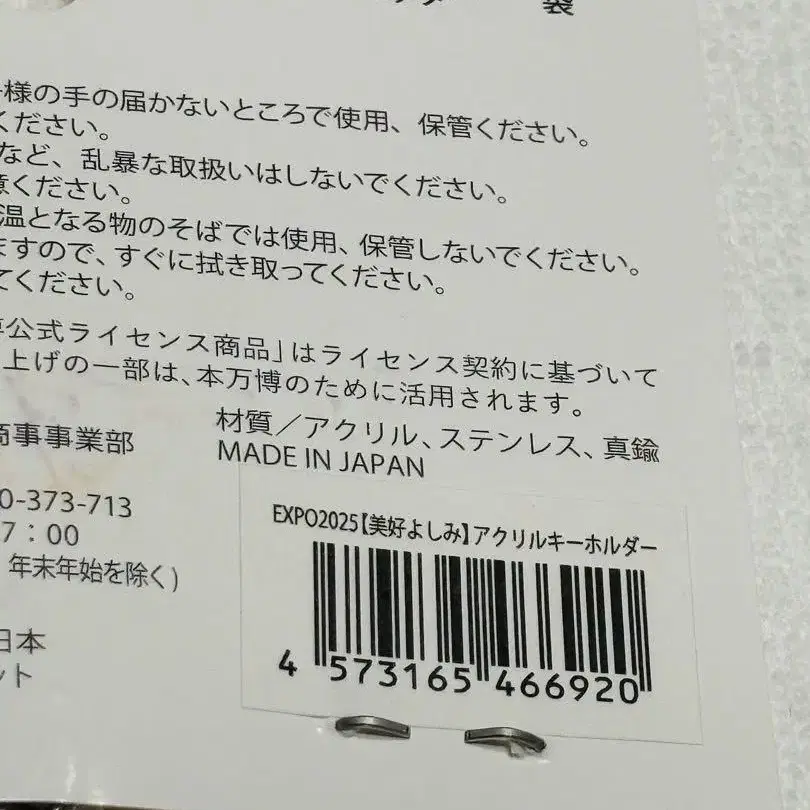 袋
様の手の届かないところで使用、保管ください。
ください。
など、乱暴な取扱いはしないでください。
意ください。
温となる物のそばでは使用、保管しないでください。
ますので、すぐに拭き取ってください。
てください。
公式ライセンス商品」はライセンス契約に基づいて
上げの一部は、本万博のために活用されます。
材質／アクリル、ステンレス、真鍮
MADE IN JAPAN
商事事業部
0-373-713
7：00
年末年始を除く)
日本
ット
EXPO2025【美好よしみ】アクリルキーホルダー
4 573165 466920